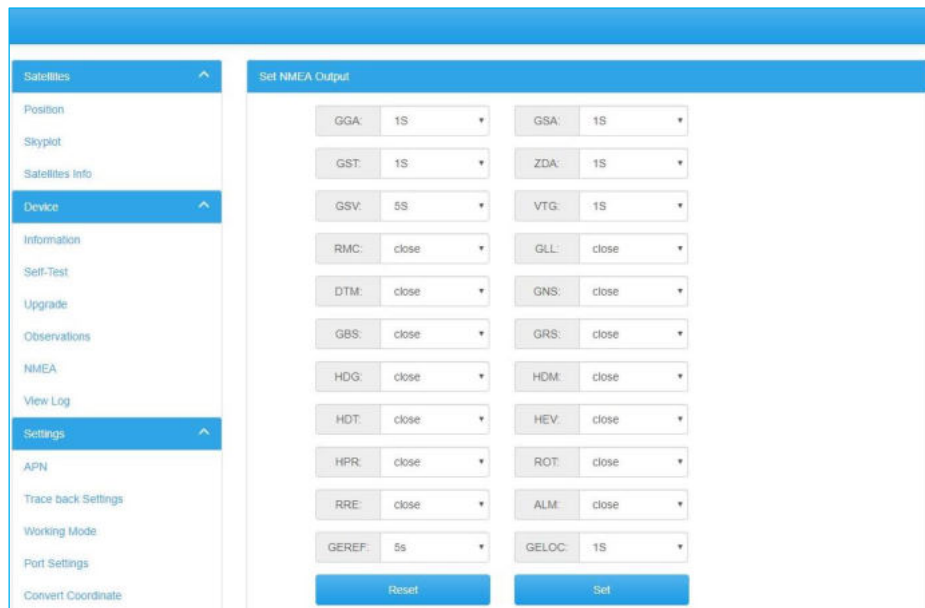 Satellites
Position
Skyplot
Satellites Info
Device
Information
Self-Test
Upgrade
Observations
NMEA
View Log
Settings
APN
Trace back Settings
Working Mode
Port Settings
Convert Coordinate
Set NMEA Output
GGA: 1S GSA: 1S
GST: 1S ZDA: 1S
GSV: 5S VTG: 1S
RMC: close GLL: close
DTM: close GNS: close
GBS: close GRS: close
HDG: close HDM: close
HDT: close HEV: close
HPR: close ROT: close
RRE: close ALM: close
GEREF: 5s GELOC: 1S
Reset Set